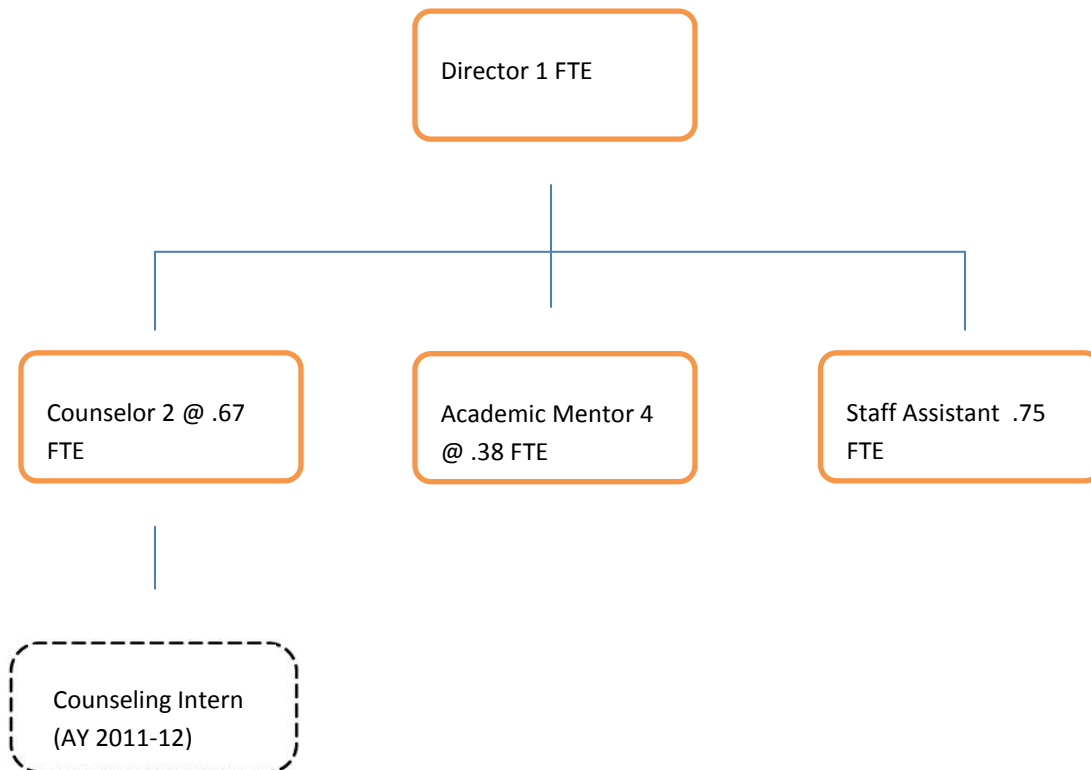 Director 1 FTE
Counselor 2 @ .67
FTE
Academic Mentor 4
@ .38 FTE
Staff Assistant  .75
FTE
Counseling Intern
(AY 2011-12)